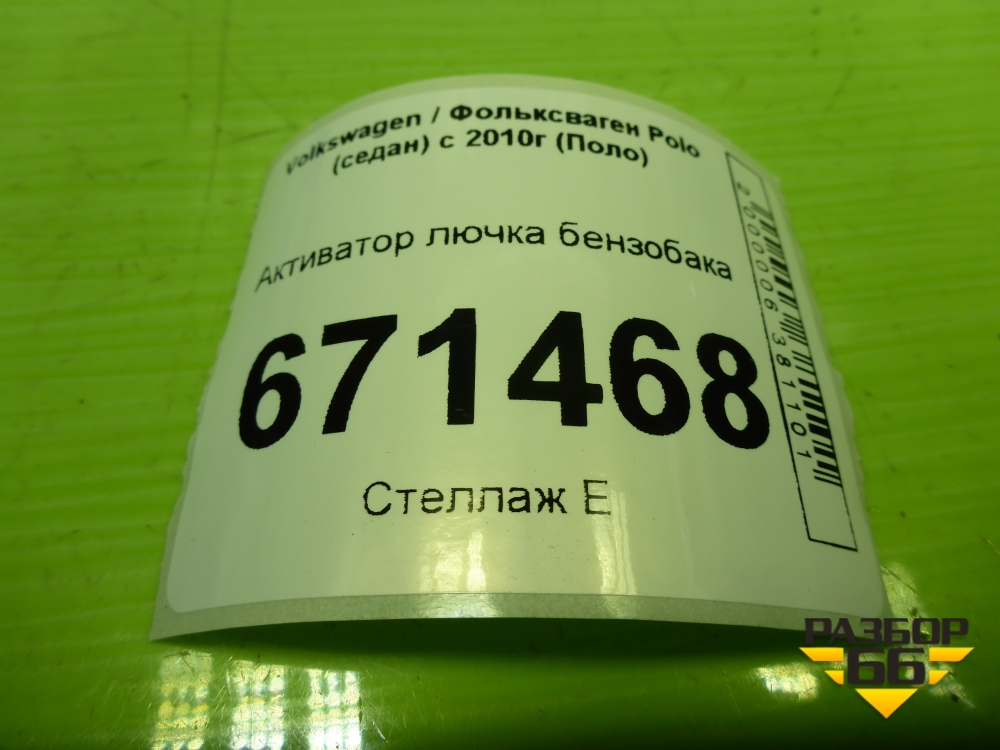 Volkswagen / Фольксваген Polo
(седан) с 2010г (Поло)
Активатор лючка бензобака
671468
Стеллаж Е
2000006381101
РАЗБОР
66